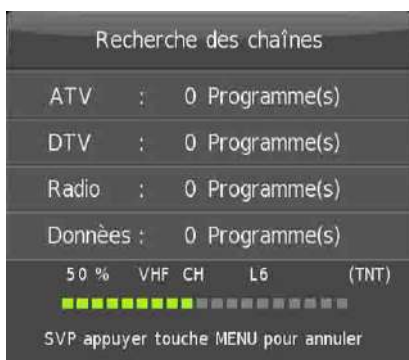 Recherche des chaînes
ATV : 0 Programme(s)
DTV : 0 Programme(s)
Radio : 0 Programme(s)
Donnèes : 0 Programme(s)
50 % VHF CH L6 (TNT)
SVP appuyer touche MENU pour annuler